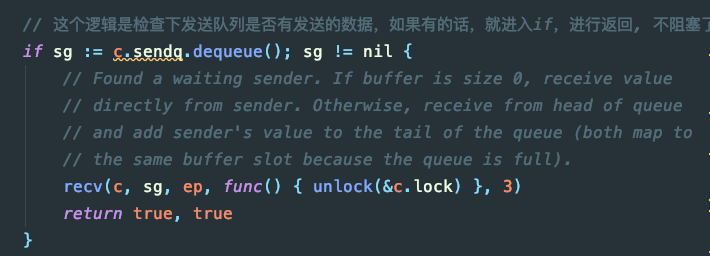 // 这个逻辑是检查下发送队列是否有发送的数据，如果有的话，就进入if，进行返回, 不阻塞了
if sg := c.sendq.dequeue(); sg != nil {
// Found a waiting sender. If buffer is size 0, receive value
// directly from sender. Otherwise, receive from head of queue
// and add sender's value to the tail of the queue (both map to
// the same buffer slot because the queue is full).
recv(c, sg, ep, func() { unlock(&c.lock) }, 3)
return true, true
}